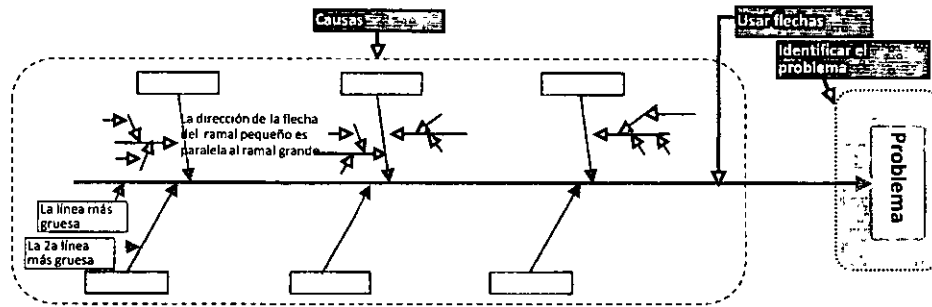 Causas
Usar flechas
Identificar el
problema
La dirección de la flecha
del ramal pequeño es
paralela al ramal grande
Problema
La línea más
gruesa
La 2a línea
más gruesa